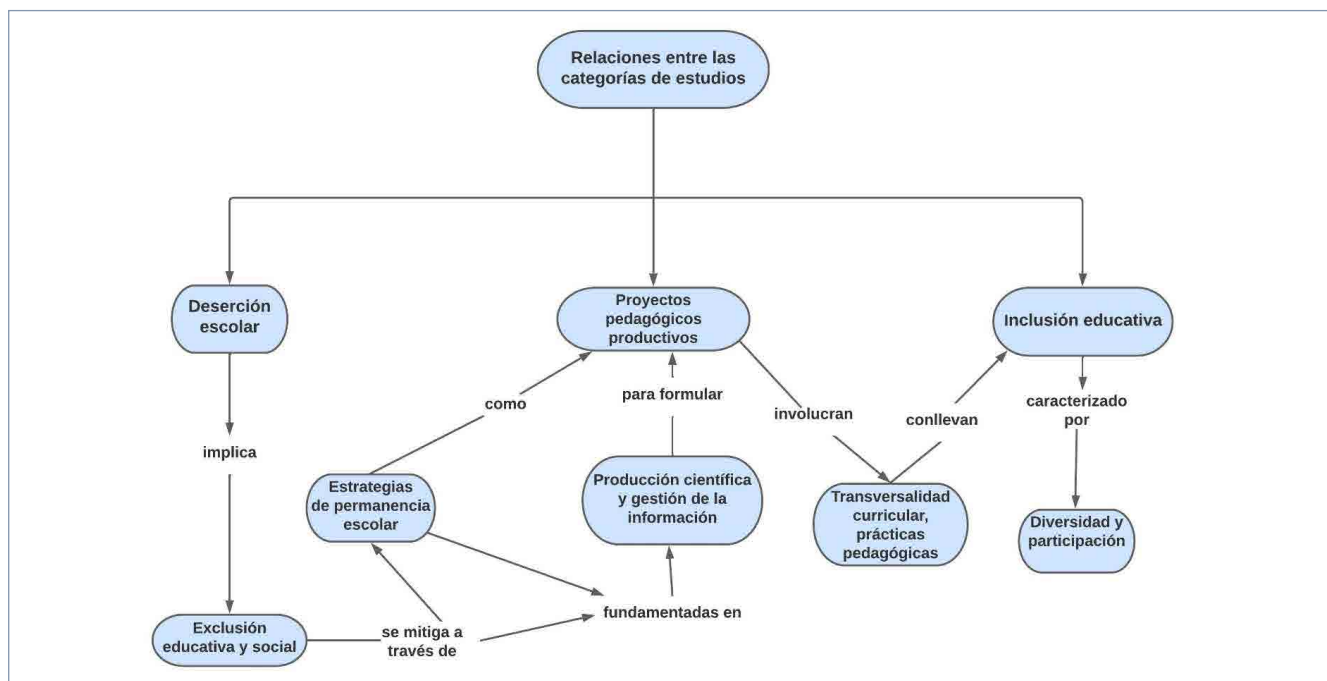 Relaciones entre las
categorías de estudios
Deserción
escolar
Proyectos
pedagógicos
productivos
Inclusión educativa
como
para formular
involucran
conllevan
caracterizado
por
implica
Estrategias
de permanencia
escolar
Producción científica
y gestión de la
información
Transversalidad
curricular,
prácticas
pedagógicas
Diversidad y
participación
Exclusión
educativa y social
se mitiga a
través de
fundamentadas en